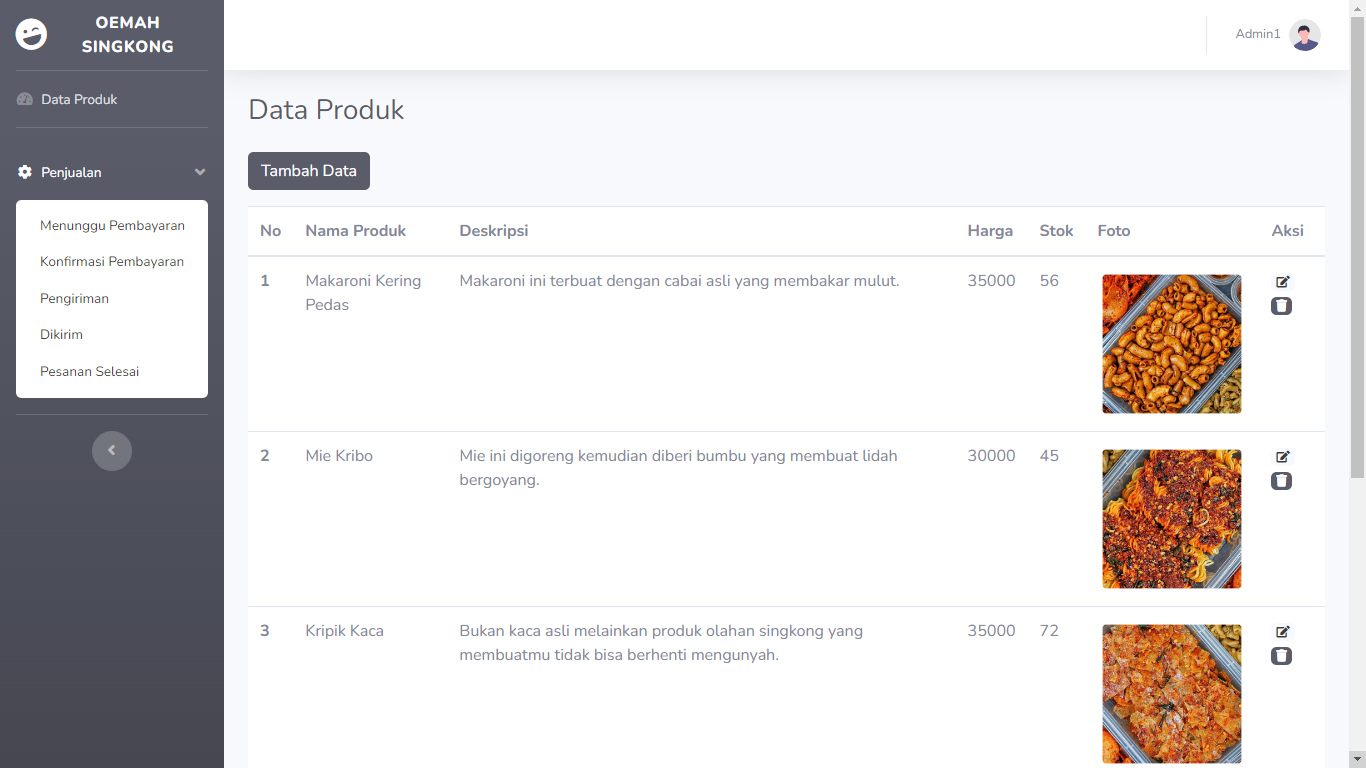 OEMAH
SINGKONG
Admin1
Data Produk
Penjualan
Menunggu Pembayaran
Konfirmasi Pembayaran
Pengiriman
Dikirim
Pesanan Selesai
Data Produk
Tambah Data
No Nama Produk Deskripsi Harga Stok Foto Aksi
1 Makaroni Kering Makaroni ini terbuat dengan cabai asli yang membakar mulut. 35000 56
Pedas
2 Mie Kribo Mie ini digoreng kemudian diberi bumbu yang membuat lidah 30000 45
bergoyang.
3 Kripik Kaca Bukan kaca asli melainkan produk olahan singkong yang 35000 72
membuatmu tidak bisa berhenti mengunyah.